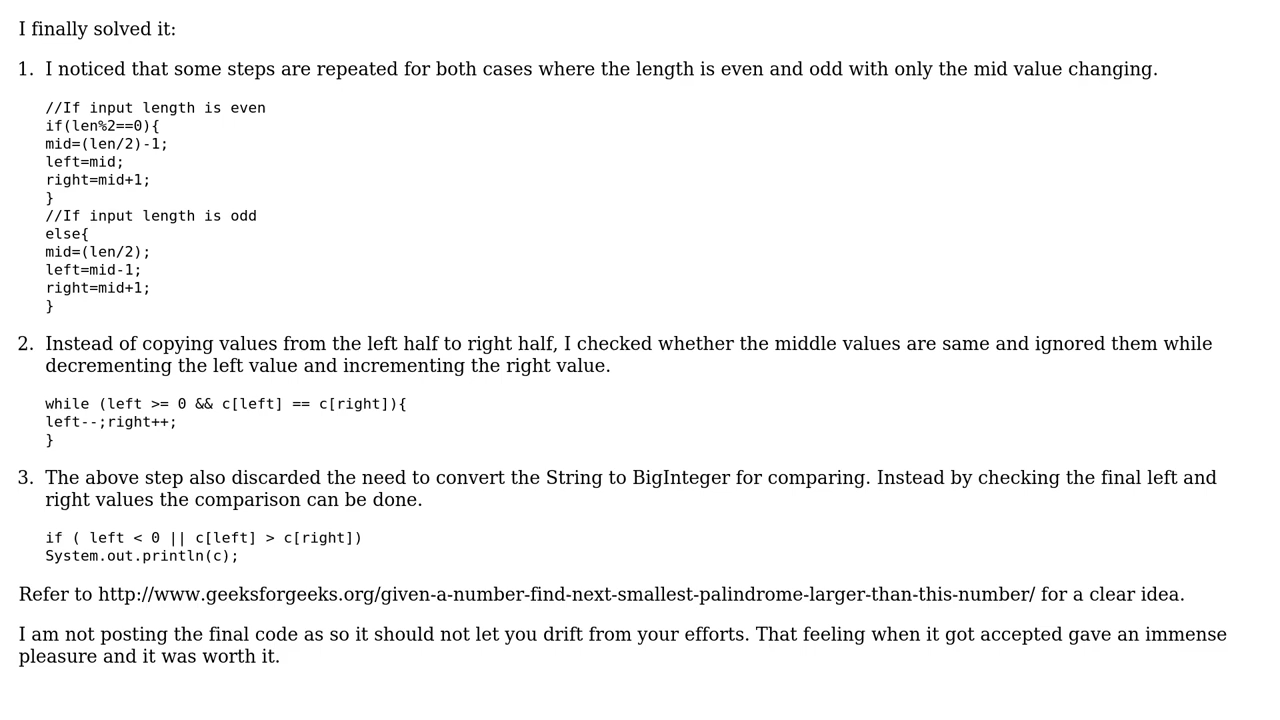 I finally solved it:
1. I noticed that some steps are repeated for both cases where the length is even and odd with only the mid value changing.
//If input length is even
if(len%2==0){
mid=(len/2)-1;
left=mid;
right=mid+1;
}
//If input length is odd
else{
mid=(len/2);
left=mid-1;
right=mid+1;
}
2. Instead of copying values from the left half to right half, I checked whether the middle values are same and ignored them while
decrementing the left value and incrementing the right value.
while (left >= 0 && c[left] == c[right]){
left--;right++;
}
3. The above step also discarded the need to convert the String to BigInteger for comparing. Instead by checking the final left and
right values the comparison can be done.
if ( left < 0 || c[left] > c[right])
System.out.println(c);
Refer to http://www.geeksforgeeks.org/given-a-number-find-next-smallest-palindrome-larger-than-this-number/ for a clear idea.
I am not posting the final code as so it should not let you drift from your efforts. That feeling when it got accepted gave an immense
pleasure and it was worth it.